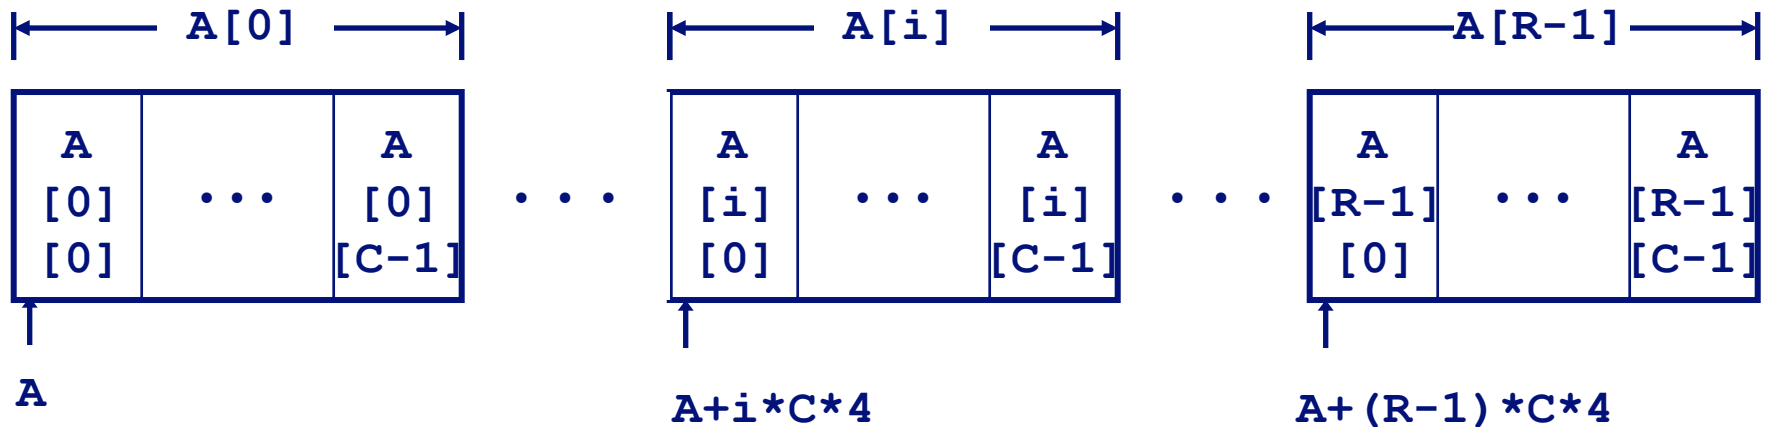 A[0] A[i] A[R-1]
A A A A A A
[0] • • • [0] • • • [i] • • • [i] • • • [R-1] • • • [R-1]
[0] [C-1] [0] [C-1] [0] [C-1]
A A+i*C*4 A+(R-1)*C*4